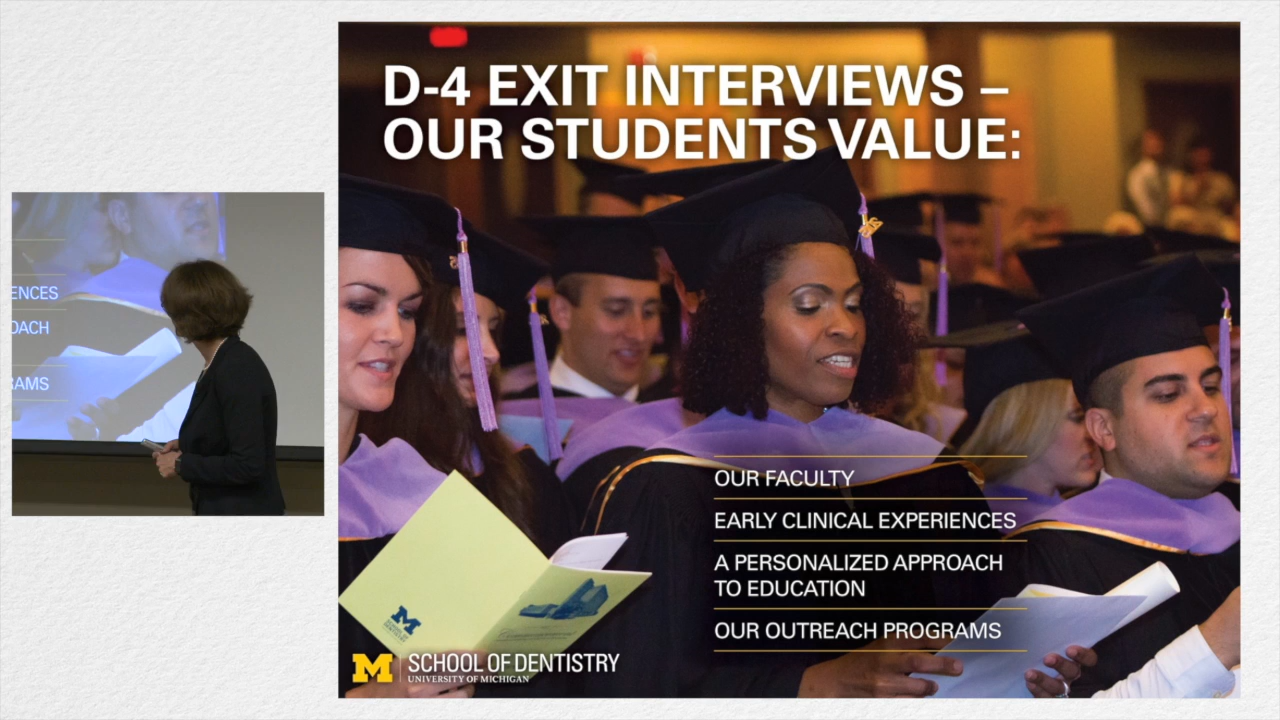 D-4 EXIT INTERVIEWS –
OUR STUDENTS VALUE:
OUR FACULTY
EARLY CLINICAL EXPERIENCES
A PERSONALIZED APPROACH
TO EDUCATION
OUR OUTREACH PROGRAMS
M SCHOOL OF DENTISTRY
UNIVERSITY OF MICHIGAN
ENCES
OACH
RAMS
M